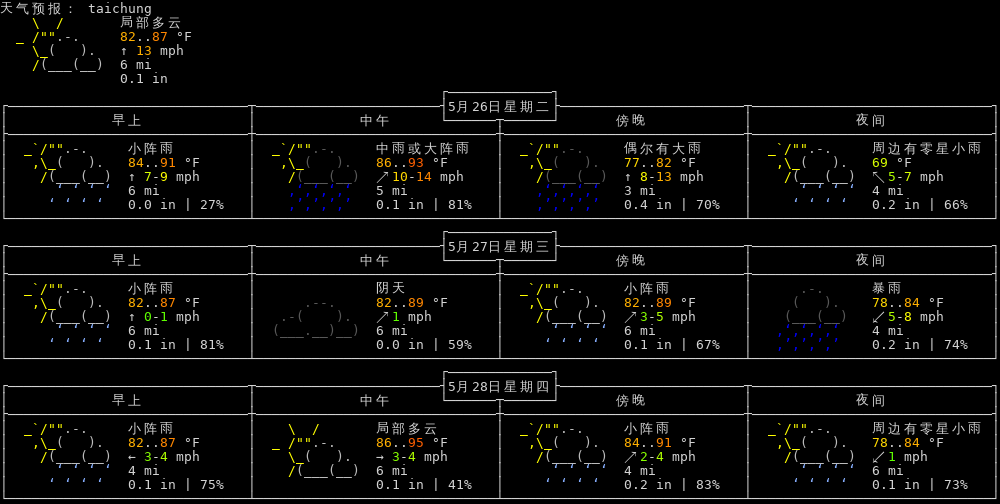 天气预报： taichung
局部多云
82..87 °F
↑ 13 mph
6 mi
0.1 in
5月26日星期二
早上 中午 傍晚 夜间
小阵雨 中雨或大阵雨 偶尔有大雨 周边有零星小雨
84..91 °F 86..93 °F 77..82 °F 69 °F
↑ 7-9 mph ↗ 10-14 mph ↑ 8-13 mph ↖ 5-7 mph
6 mi 5 mi 3 mi 4 mi
0.0 in | 27% 0.1 in | 81% 0.4 in | 70% 0.2 in | 66%
5月27日星期三
早上 中午 傍晚 夜间
小阵雨 阴天 小阵雨 暴雨
82..87 °F 82..89 °F 82..89 °F 78..84 °F
↑ 0-1 mph ↗ 1 mph ↗ 3-5 mph ↙ 5-8 mph
6 mi 6 mi 6 mi 4 mi
0.1 in | 81% 0.0 in | 59% 0.1 in | 67% 0.2 in | 74%
5月28日星期四
早上 中午 傍晚 夜间
小阵雨 局部多云 小阵雨 周边有零星小雨
82..87 °F 86..95 °F 84..91 °F 78..84 °F
← 3-4 mph → 3-4 mph ↗ 2-4 mph ↙ 1 mph
4 mi 6 mi 4 mi 6 mi
0.1 in | 75% 0.1 in | 41% 0.2 in | 83% 0.1 in | 73%